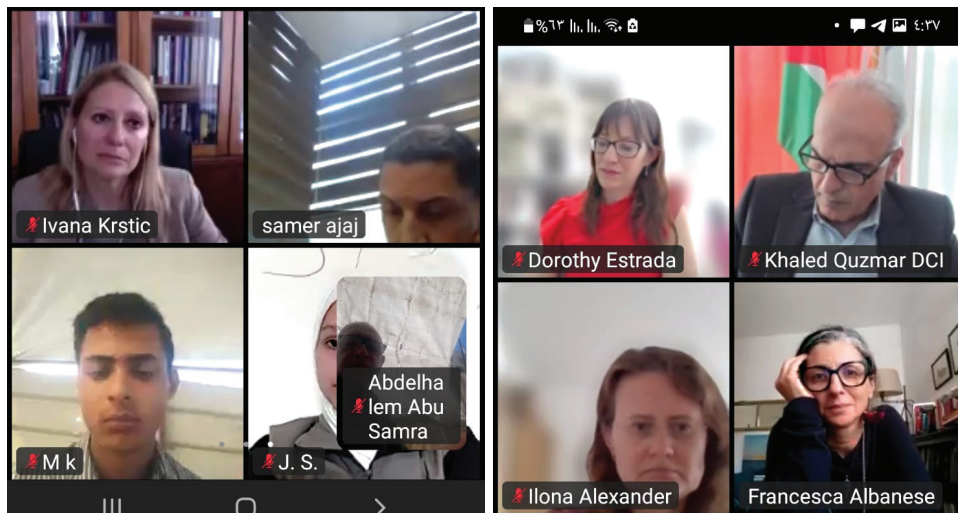 Ivana Krstic
samer ajaj
M k
J. S.
Abdelha
lem Abu
Samra
%٦٣
٤:٣٧
Dorothy Estrada
Khaled Quzmar DCI
Ilona Alexander
Francesca Albanese